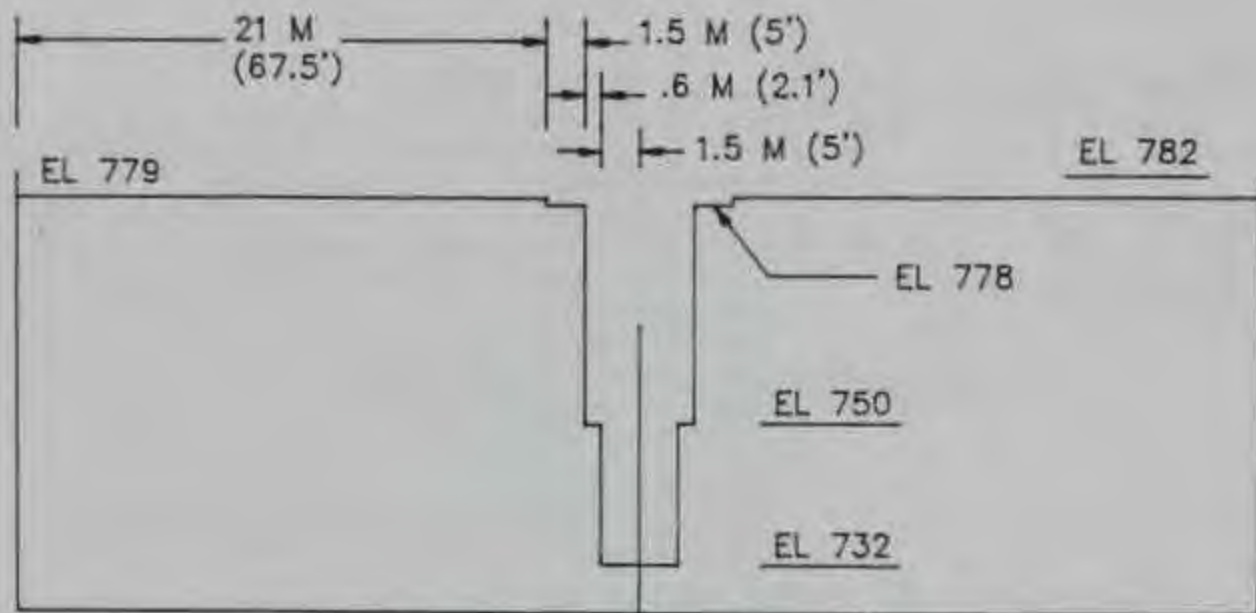 21 M
(67.5')
1.5 M (5')
.6 M (2.1')
1.5 M (5')
EL 779
EL 782
EL 778
EL 750
EL 732